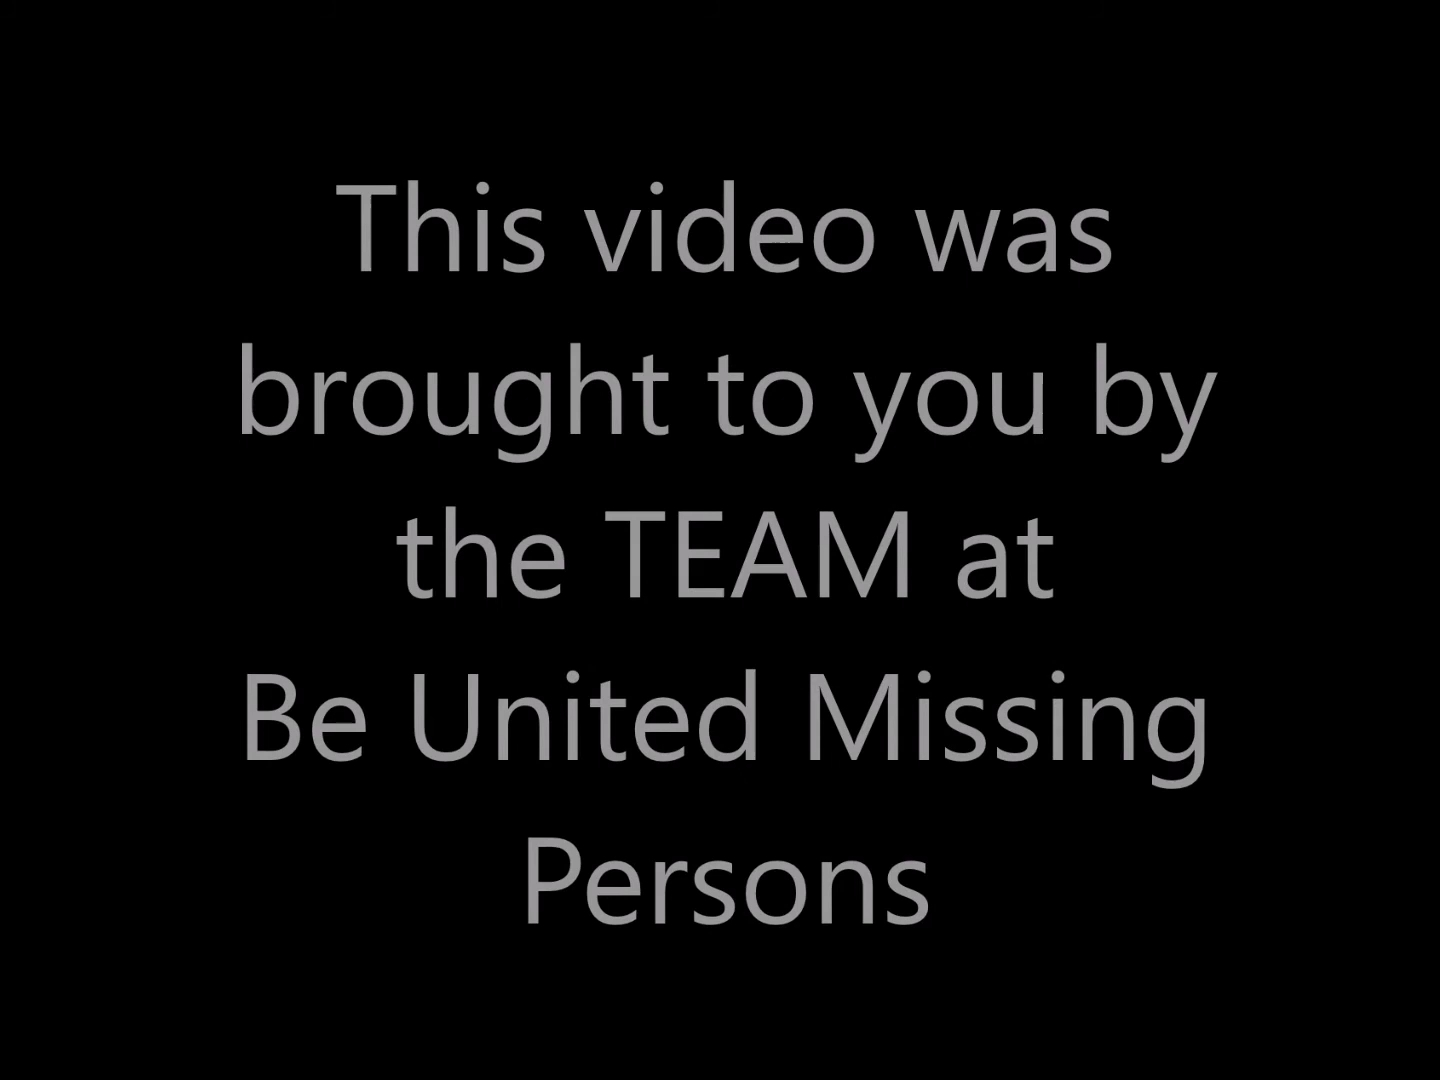 This video was
brought to you by
the TEAM at
Be United Missing
Persons